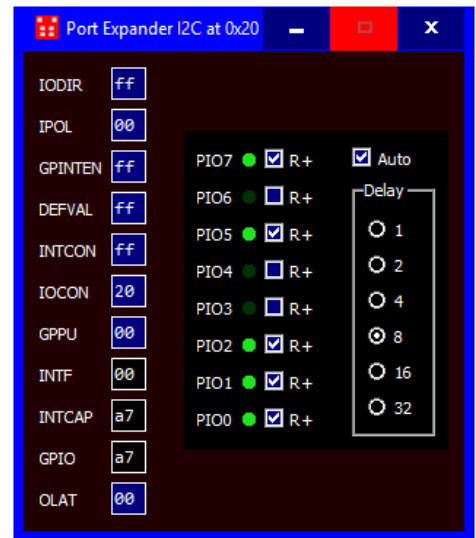 Port Expander I2C at 0x20
IODIR ff
IPOL 00
GPINTEN ff
DEFVAL ff
INTCON ff
IOCON 20
GPPU 00
INTF 00
INTCAP a7
GPIO a7
OLAT 00
PIO7 R+
PIO6 R+
PIO5 R+
PIO4 R+
PIO3 R+
PIO2 R+
PIO1 R+
PIO0 R+
Auto
Delay
1
2
4
8
16
32